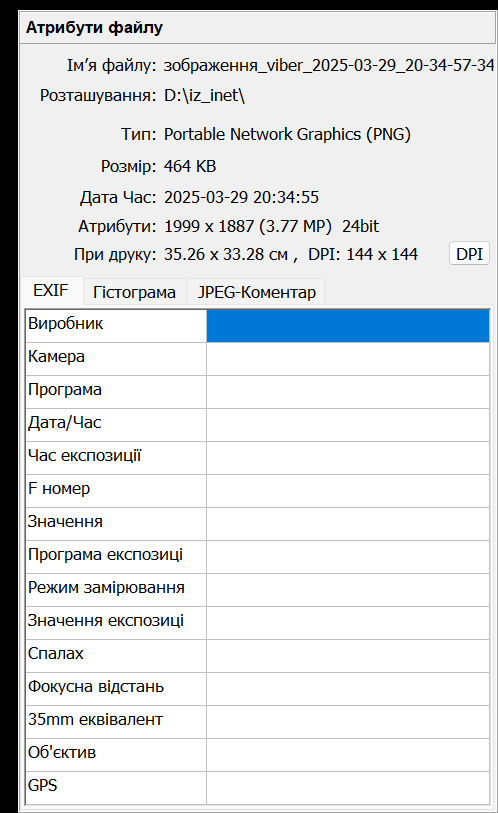 Атрибути файлу
Ім’я файлу: зображення_viber_2025-03-29_20-34-57-34
Розташування: D:\iz_inet\
Тип: Portable Network Graphics (PNG)
Розмір: 464 KB
Дата Час: 2025-03-29 20:34:55
Атрибути: 1999 x 1887 (3.77 MP)  24bit
При друку: 35.26 x 33.28 см ,  DPI: 144 x 144 DPI
EXIF Гістограма JPEG-Коментар
Виробник
Камера
Програма
Дата/Час
Час експозиції
F номер
Значення
Програма експозиці
Режим замірювання
Значення експозиці
Спалах
Фокусна відстань
35mm еквівалент
Об'єктив
GPS